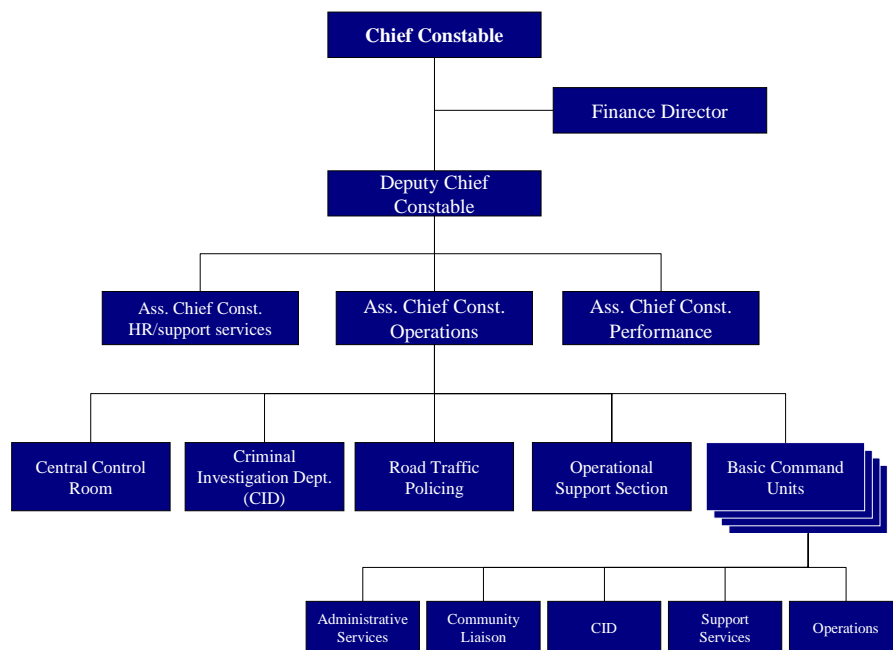 Chief Constable
Finance Director
Deputy Chief
Constable
Ass. Chief Const.
HR/support services
Ass. Chief Const.
Operations
Ass. Chief Const.
Performance
Central Control
Room
Criminal
Investigation Dept.
(CID)
Road Traffic
Policing
Operational
Support Section
Basic Command
Units
Administrative
Services
Community
Liaison
CID
Support
Services
Operations